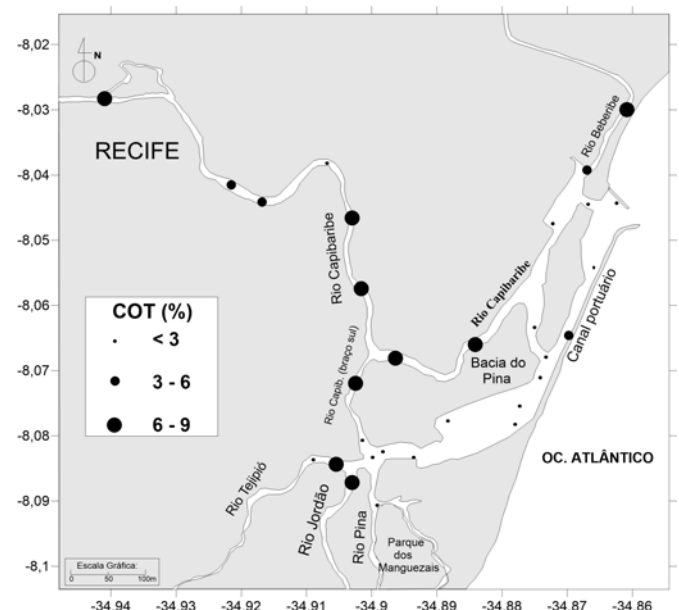 -8,02
-8,03
-8,04
-8,05
-8,06
-8,07
-8,08
-8,09
-8,1
N
RECIFE
Rio Beberibe
Rio Capibaribe
Rio Capibaribe
Canal portuário
COT (%)
< 3
3 - 6
6 - 9
Rio Capib. (braço sul)
Bacia do
Pina
OC. ATLÂNTICO
Rio Tejipió
Rio Jordão
Rio Pina
Parque
dos
Manguezais
Escala Gráfica:
0 50 100m
-34.94 -34.93 -34.92 -34.91 -34.9 -34.89 -34.88 -34.87 -34.86